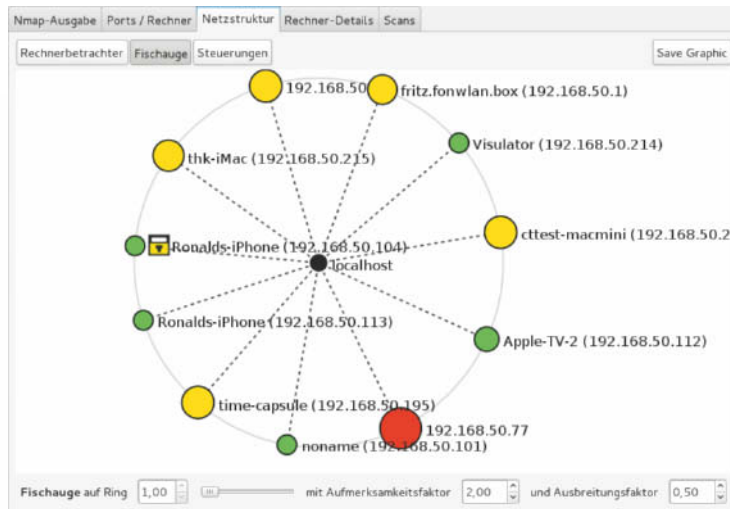 Nmap-Ausgabe Ports / Rechner Netzstruktur Rechner-Details Scans
Rechnerbetrachter Fischauge Steuerungen Save Graphic
192.168.50
fritz.fonwlan.box (192.168.50.1)
Visulator (192.168.50.214)
thk-iMac (192.168.50.215)
cttest-macmini (192.168.50.2
Ronalds-iPhone (192.168.50.104)
localhost
Ronalds-iPhone (192.168.50.113)
Apple-TV-2 (192.168.50.112)
time-capsule (192.168.50.195)
192.168.50.77
noname (192.168.50.101)
Fischauge auf Ring 1,00 mit Aufmerksamkeitsfaktor 2,00 und Ausbreitungsfaktor 0,50